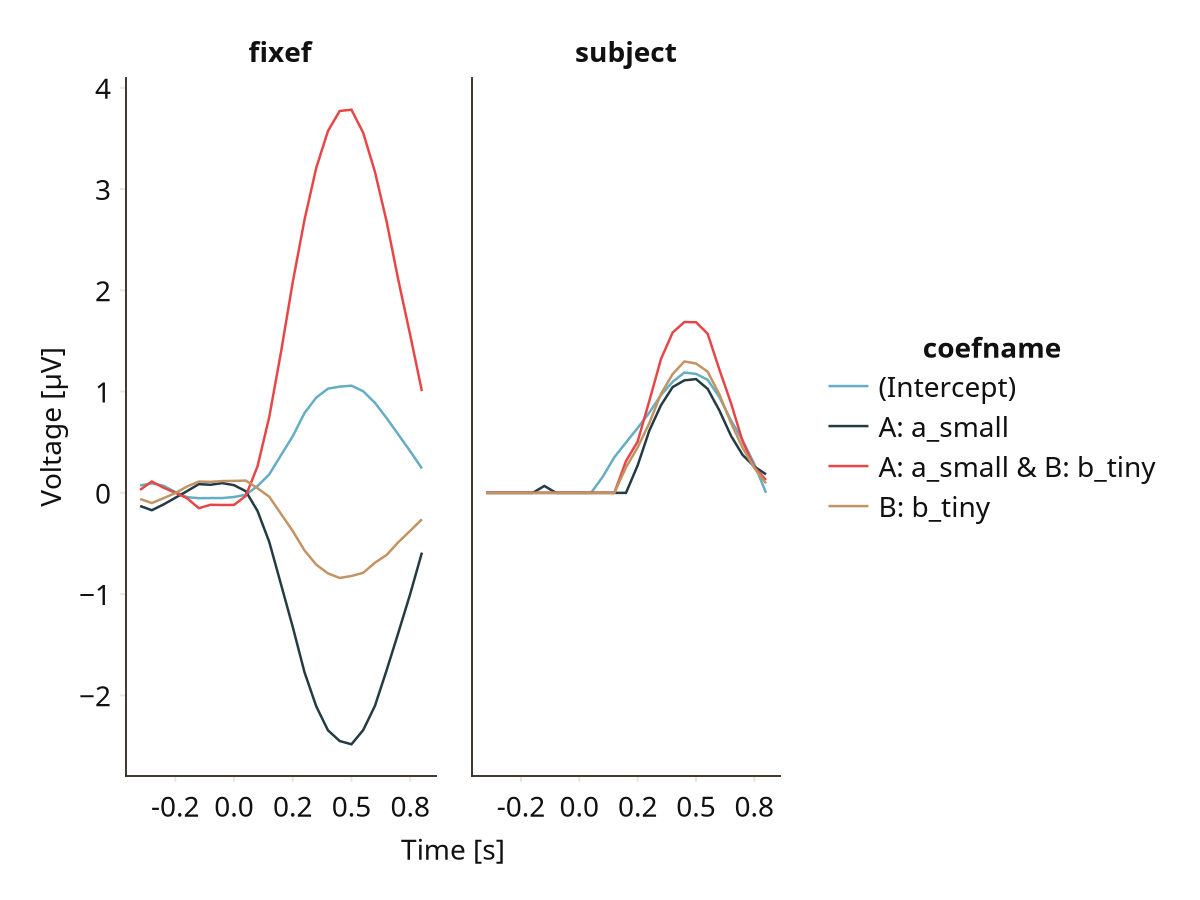 fixef
subject
4
3
2
1
0
−1
−2
Voltage [µV]
-0.2 0.0 0.2 0.5 0.8
-0.2 0.0 0.2 0.5 0.8
Time [s]
coefname
(Intercept)
A: a_small
A: a_small & B: b_tiny
B: b_tiny